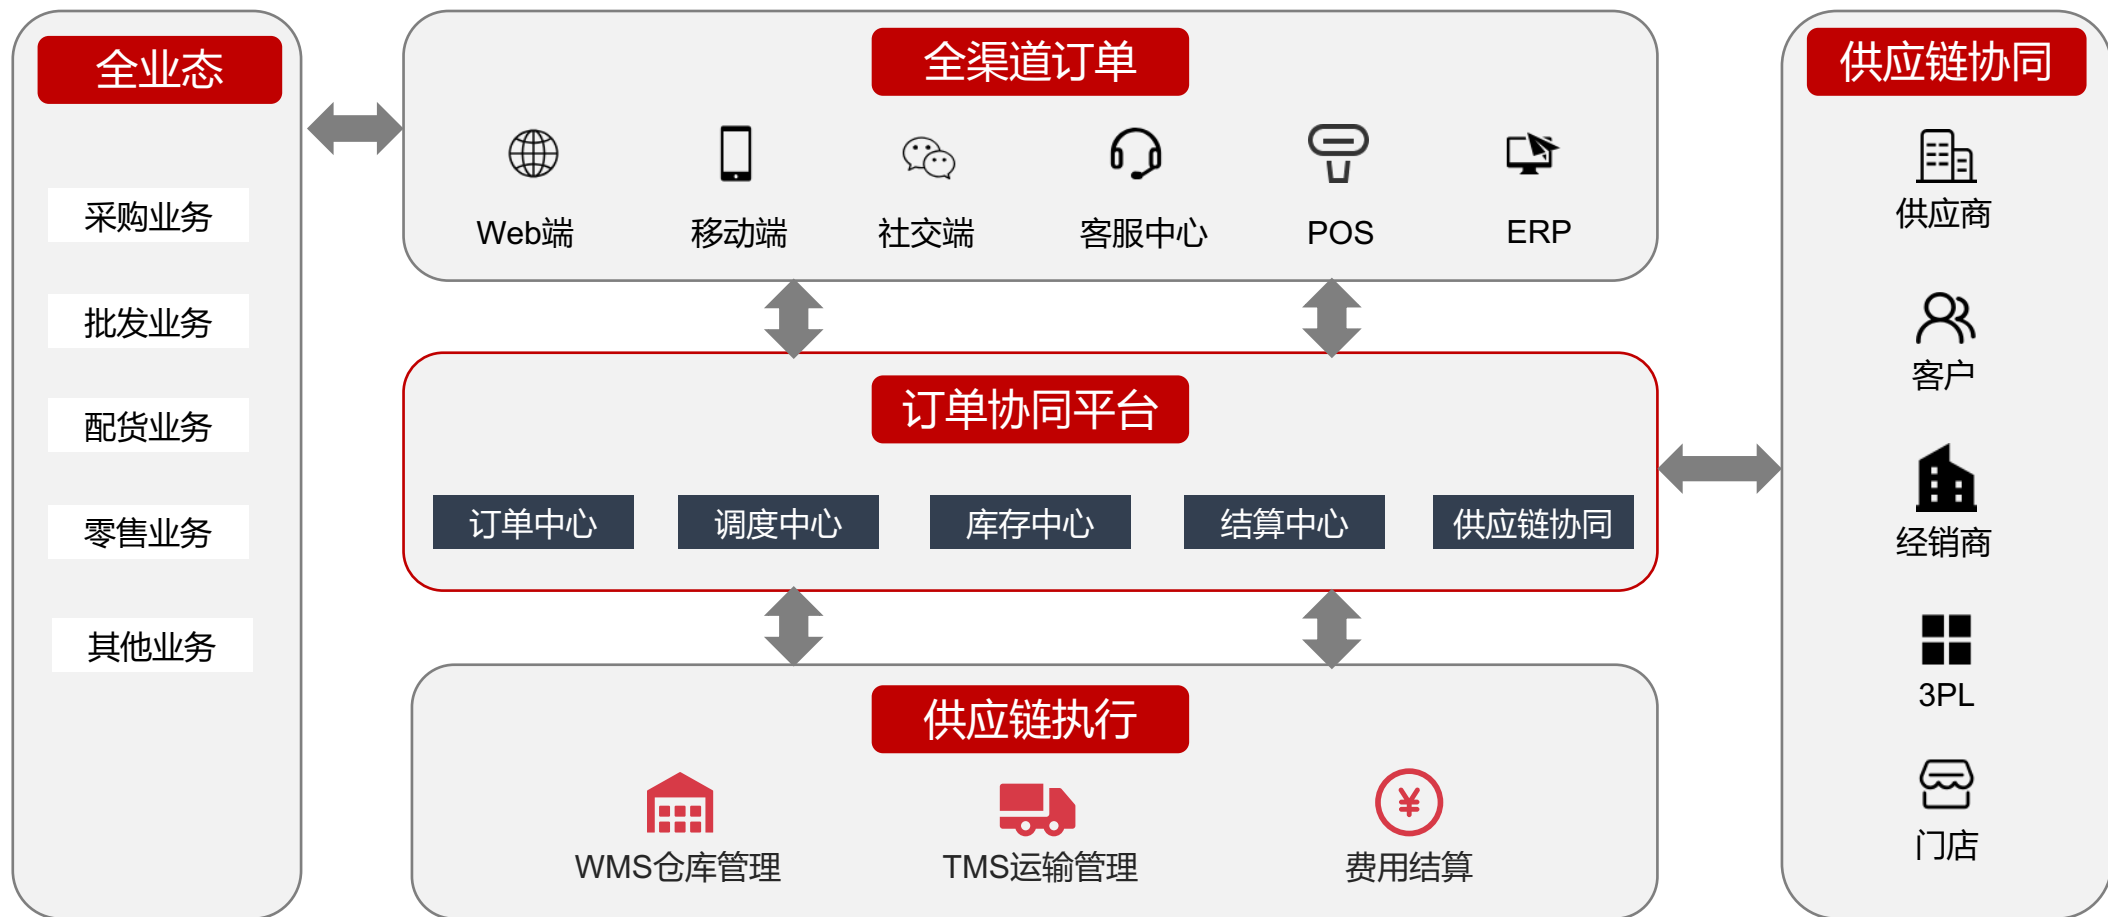 全业态
采购业务
批发业务
配货业务
零售业务
其他业务
全渠道订单
Web端
移动端
社交端
客服中心
POS
ERP
订单协同平台
订单中心
调度中心
库存中心
结算中心
供应链协同
供应链执行
WMS仓库管理
TMS运输管理
费用结算
供应链协同
供应商
客户
经销商
3PL
门店